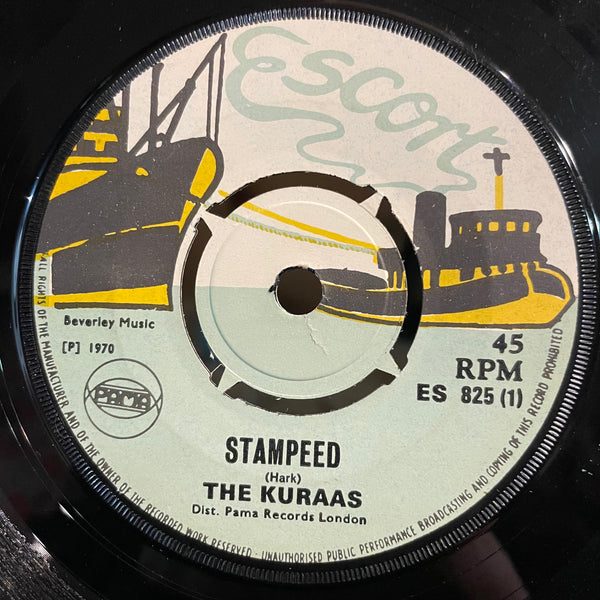 Escort
Beverley Music
[P] 1970
PAMA
45
RPM
ES 825 (1)
STAMPEED
(Hark)
THE KURAAS
Dist. Pama Records London
ALL RIGHTS OF THE MANUFACTURER AND OF THE OWNER OF THE RECORDED WORK RESERVED - UNAUTHORISED PUBLIC PERFORMANCE BROADCASTING AND COPYING OF THIS RECORD PROHIBITED